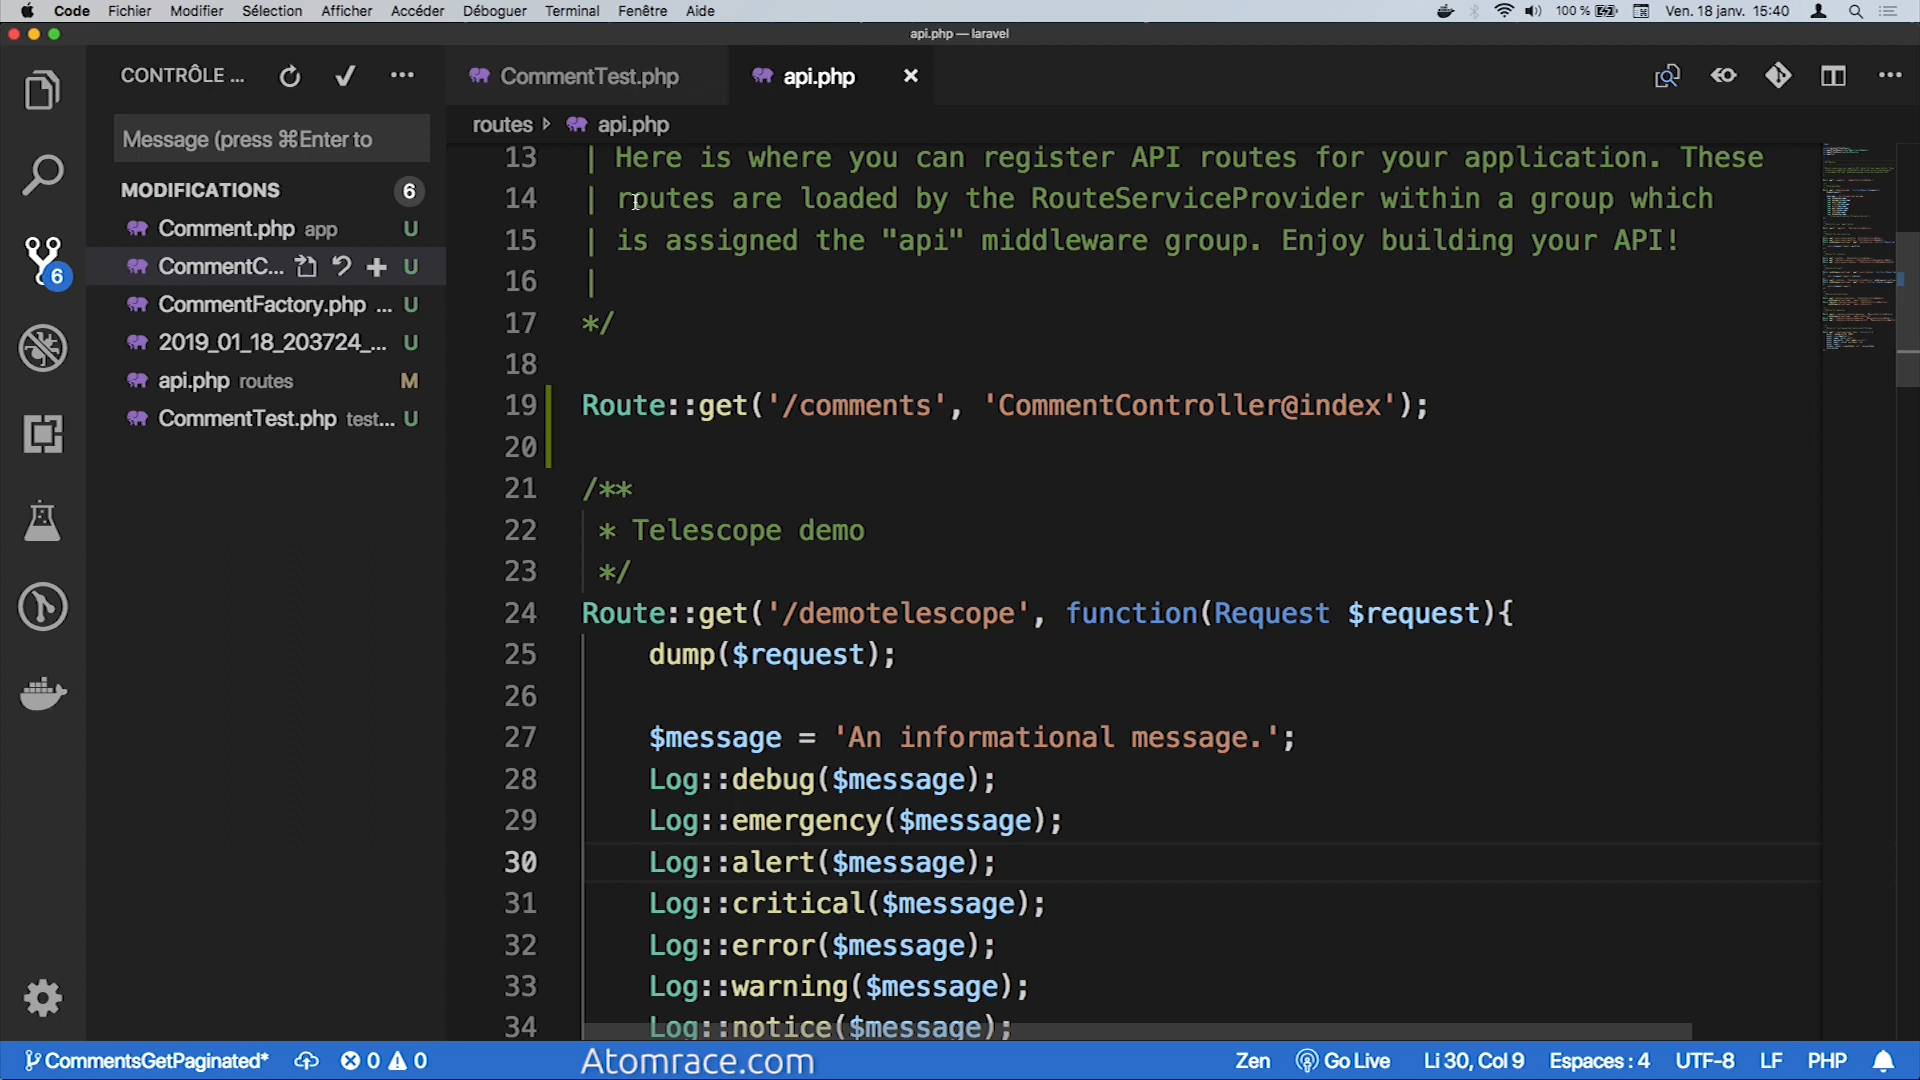 Code Fichier Modifier Sélection Afficher Accéder Déboguer Terminal Fenêtre Aide 100 % Ven. 18 janv. 15:40
api.php — laravel
CONTRÔLE ...
CommentTest.php api.php
Message (press ⌘Enter to
routes api.php
MODIFICATIONS 6
Comment.php app U
CommentC... U
CommentFactory.php ... U
2019_01_18_203724_... U
api.php routes M
CommentTest.php test... U
6
13 | Here is where you can register API routes for your application. These
14 | routes are loaded by the RouteServiceProvider within a group which
15 | is assigned the "api" middleware group. Enjoy building your API!
16 |
17 */
18
19 Route::get('/comments', 'CommentController@index');
20
21 /**
22 * Telescope demo
23 */
24 Route::get('/demotelescope', function(Request $request){
25 dump($request);
26
27 $message = 'An informational message.';
28 Log::debug($message);
29 Log::emergency($message);
30 Log::alert($message);
31 Log::critical($message);
32 Log::error($message);
33 Log::warning($message);
34 Log::notice($message);
CommentsGetPaginated* 0 0 Atomrace.com Zen Go Live Li 30, Col 9 Espaces : 4 UTF-8 LF PHP